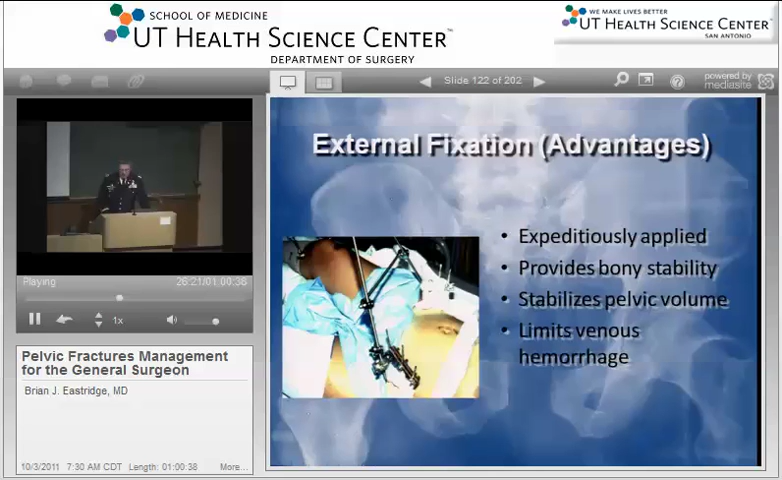 SCHOOL OF MEDICINE
UT HEALTH SCIENCE CENTER™
DEPARTMENT OF SURGERY
WE MAKE LIVES BETTER
UT HEALTH SCIENCE CENTER™
SAN ANTONIO
Slide 122 of 202
powered by
mediasite
External Fixation (Advantages)
• Expeditiously applied
• Provides bony stability
• Stabilizes pelvic volume
• Limits venous
hemorrhage
Playing 26:21/01:00:38
1x
Pelvic Fractures Management
for the General Surgeon
Brian J. Eastridge, MD
10/3/2011 7:30 AM CDT Length: 01:00:38 More...